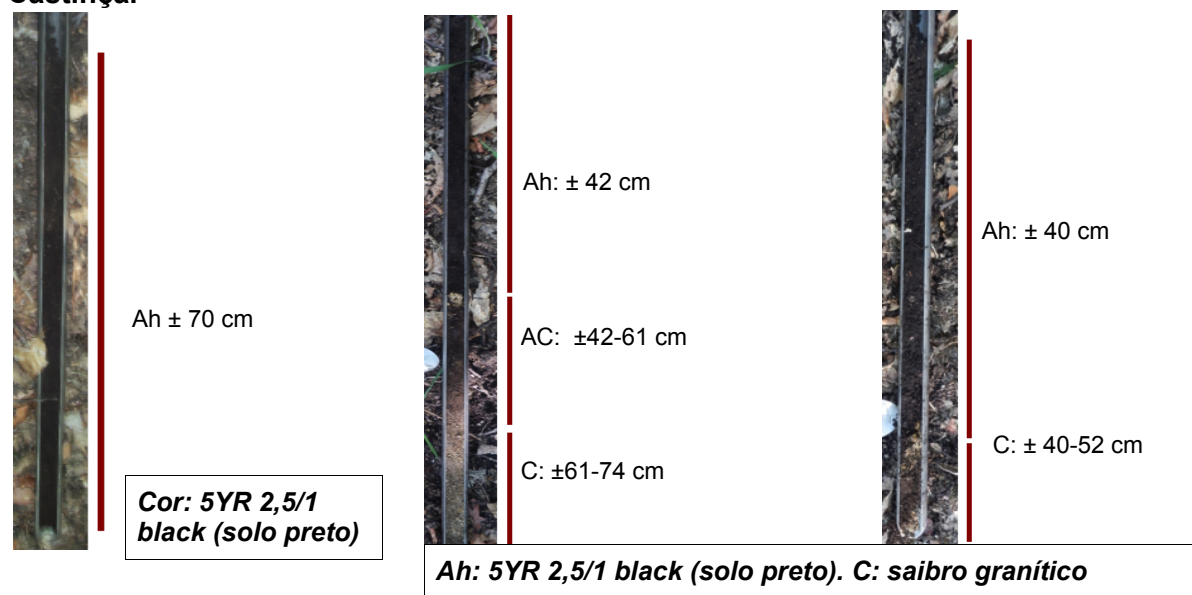 Ah ± 70 cm
Cor: 5YR 2,5/1
black (solo preto)
Ah: ± 42 cm
AC: ±42-61 cm
C: ±61-74 cm
Ah: ± 40 cm
C: ± 40-52 cm
Ah: 5YR 2,5/1 black (solo preto). C: saibro granítico